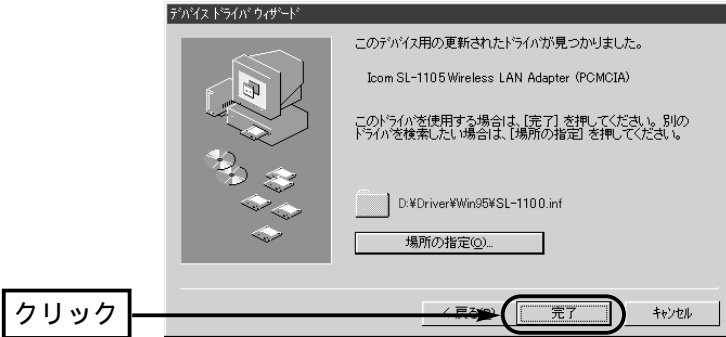 デバイス ドライバ ウィザード
このデバイス用の更新されたドライバが見つかりました。
Icom SL-1105 Wireless LAN Adapter (PCMCIA)
このドライバを使用する場合は、[完了] を押してください。別の
ドライバを検索したい場合は、[場所の指定] を押してください。
D:¥Driver¥Win95¥SL-1100.inf
場所の指定(O)...
クリック
< 戻る(B)
完了
キャンセル